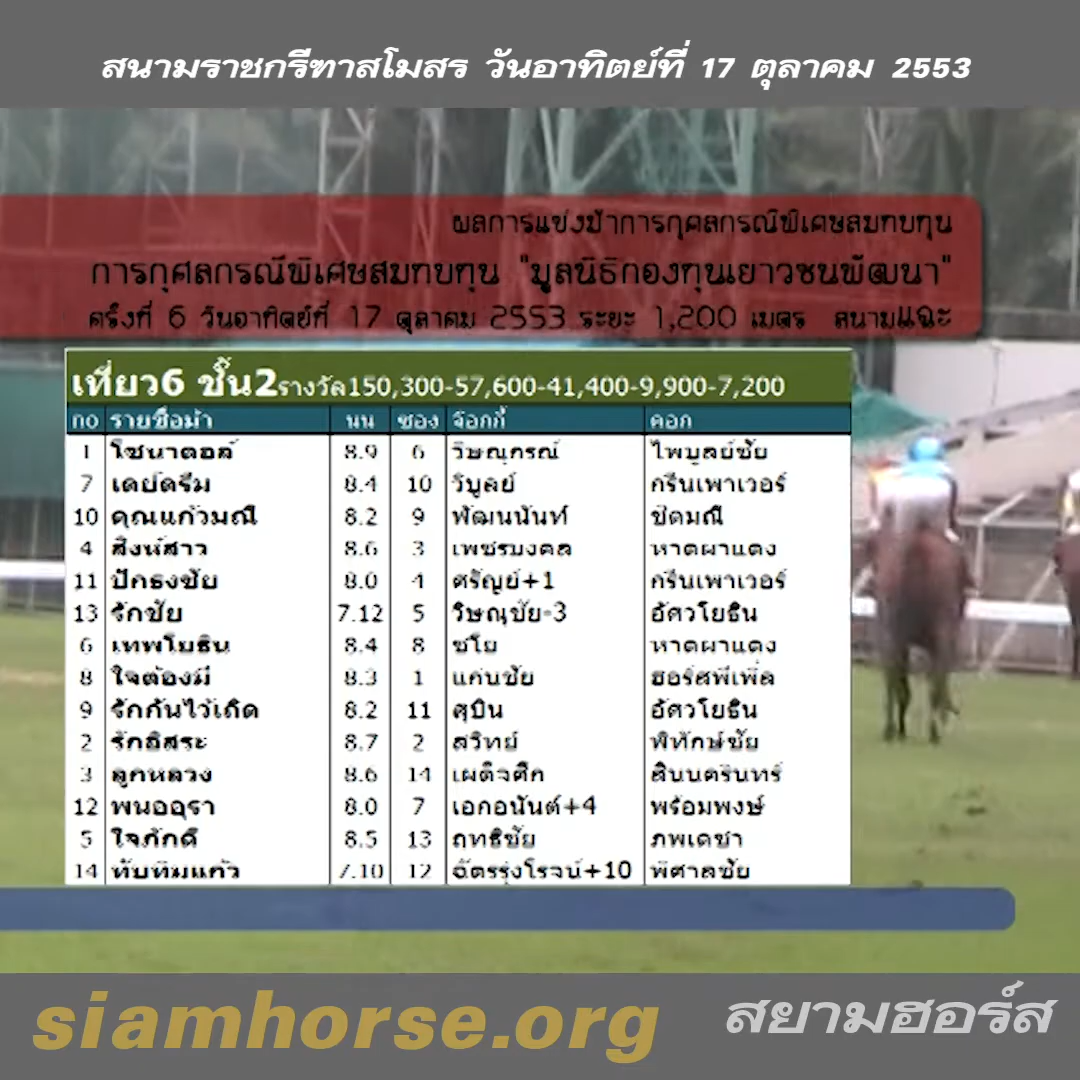 สนามราชกรีฑาสโมสร วันอาทิตย์ที่ 17 ตุลาคม 2553
ผลการแข่งม้าการกุศลกรณีพิเศษสมทบทุน
การกุศลกรณีพิเศษสมทบทุน "มูลนิธิกองทุนเยาวชนพัฒนา"
ครั้งที่ 6 วันอาทิตย์ที่ 17 ตุลาคม 2553 ระยะ 1,200 เมตร สนามแฉะ
เที่ยว6 ชั้น2รางวัล150,300-57,600-41,400-9,900-7,200
no รายชื่อม้า นน ซอง จ๊อกกี้ คอก
1 โชนาตอล์ 8.9 6 วิษณุกรณ์ ไพบูลย์ชัย
7 เดย์ดรีม 8.4 10 วิบูลย์ กรีนเพาเวอร์
10 คุณแก้วมณี 8.2 9 พัฒนนันท์ ชิตมณี
4 สิงห์สาว 8.6 3 เพชรมงคล หาดผาแดง
11 ปักธงชัย 8.0 4 ศรัญย์+1 กรีนเพาเวอร์
13 รักชัย 7.12 5 วิษณุชัย-3 อัศวโยธิน
6 เทพโยธิน 8.4 8 ชโย หาดผาแดง
8 ใจต้องมี 8.3 1 แก่นชัย ฮอร์สพีเพิ่ล
9 รักกันไว้เถิด 8.2 11 สุบิน อัศวโยธิน
2 รักอิสระ 8.7 2 สวิทย์ พิทักษ์ชัย
3 ลูกหลวง 8.6 14 เผด็จศึก สินนครินทร์
12 พนออุรา 8.0 7 เอกอนันต์+4 พร้อมพงษ์
5 ใจภักดี 8.5 13 ฤทธิชัย ภพเดชา
14 ทับทิมแก้ว 7.10 12 ฉัตรรุ่งโรจน์+10 พิศาลชัย
siamhorse.org สยามฮอร์ส